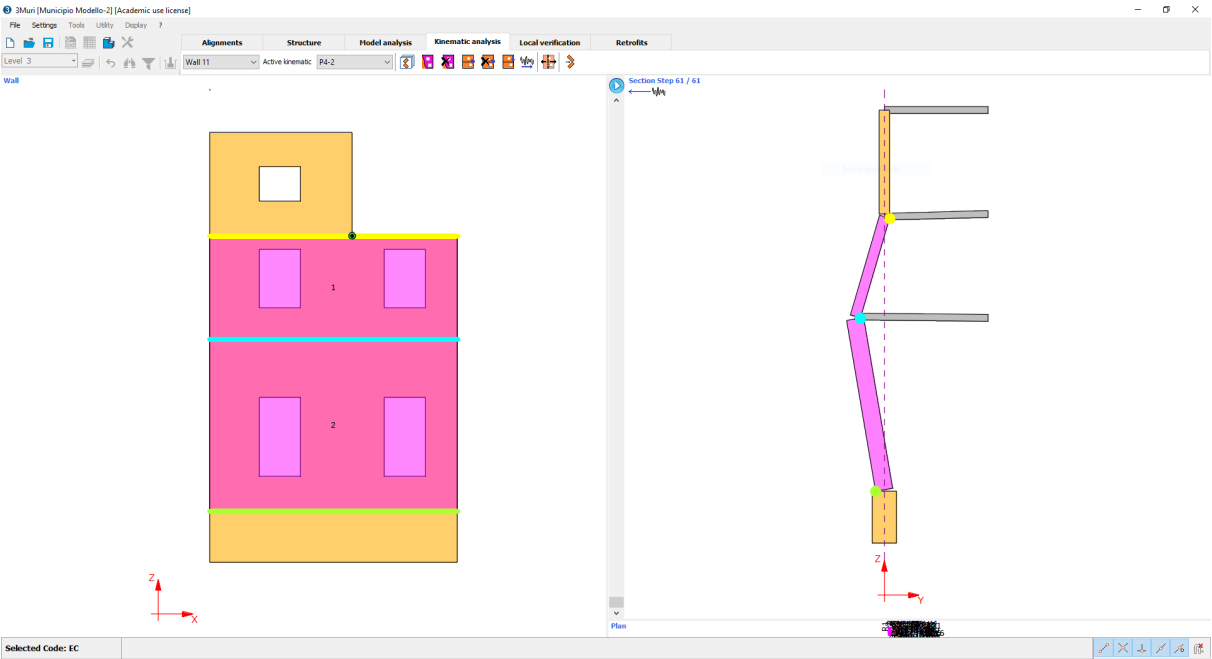 3Muri [Municipio Modello-2] [Academic use license]
File Settings Tools Utility Display ?
Alignments Structure Model analysis Kinematic analysis Local verification Retrofits
Level 3 Wall 11 Active kinematic P4-2
Wall
Section Step 61 / 61
1
2
Z
X
Z
Y
Plan
Selected Code: EC